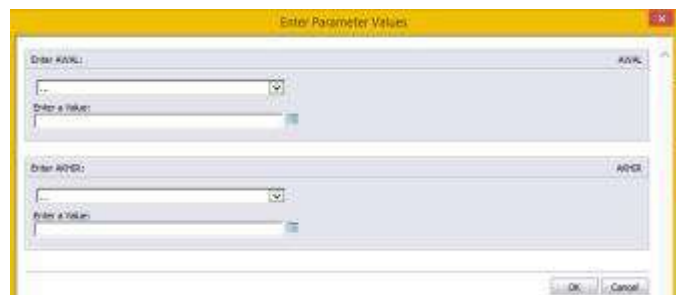 Enter Parameter Values
Enter AWAL: AWAL
...
Enter a Value:
Enter AKHIR: AKHIR
...
Enter a Value:
OK Cancel